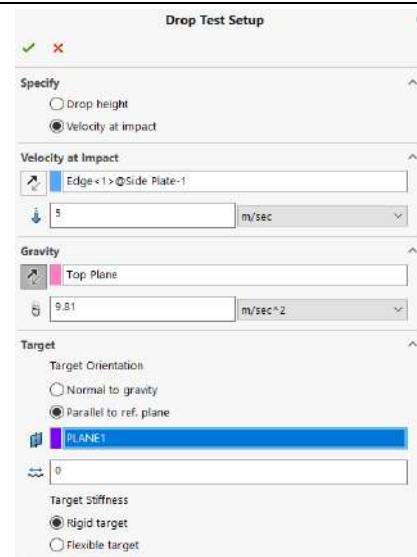 Drop Test Setup
Specify
Drop height
Velocity at impact
Velocity at Impact
Edge<1>@Side Plate-1
5 m/sec
Gravity
Top Plane
9.81 m/sec^2
Target
Target Orientation
Normal to gravity
Parallel to ref. plane
PLANE1
0
Target Stiffness
Rigid target
Flexible target